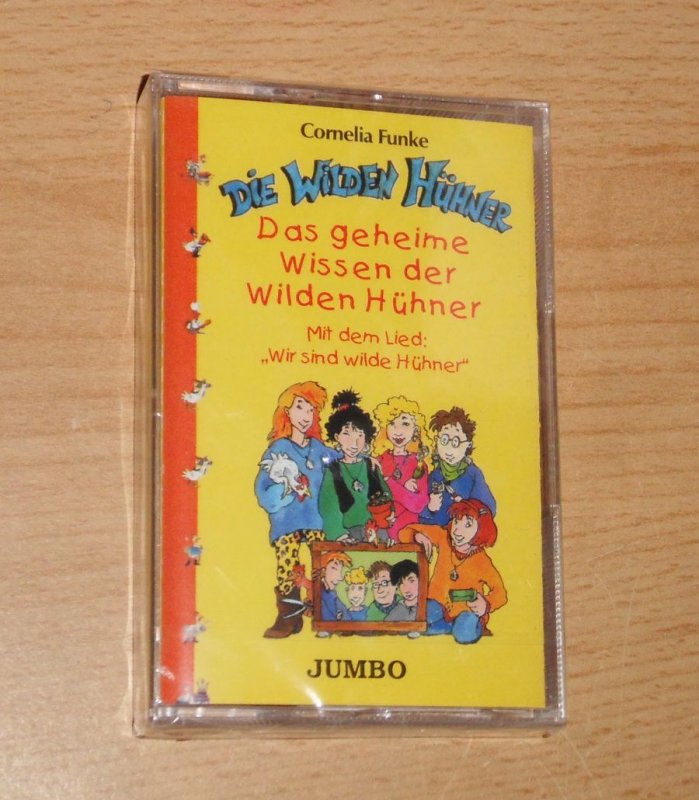 Cornelia Funke
DIE WILDEN HÜHNER
Das geheime
Wissen der
Wilden Hühner
Mit dem Lied:
„Wir sind wilde Hühner“
JUMBO